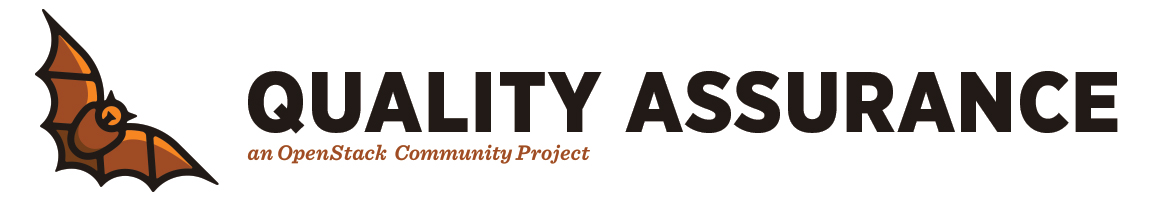 QUALITY ASSURANCE
an OpenStack Community Project